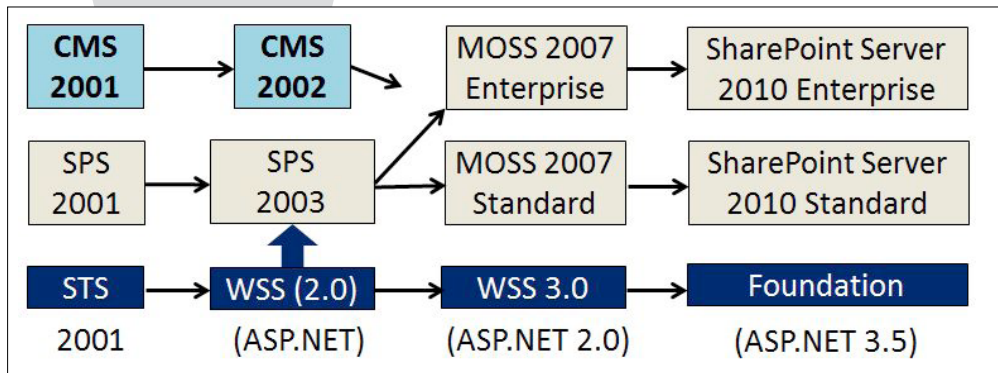 CMS
2001
CMS
2002
MOSS 2007
Enterprise
SharePoint Server
2010 Enterprise
SPS
2001
SPS
2003
MOSS 2007
Standard
SharePoint Server
2010 Standard
STS
WSS (2.0)
WSS 3.0
Foundation
2001
(ASP.NET)
(ASP.NET 2.0)
(ASP.NET 3.5)